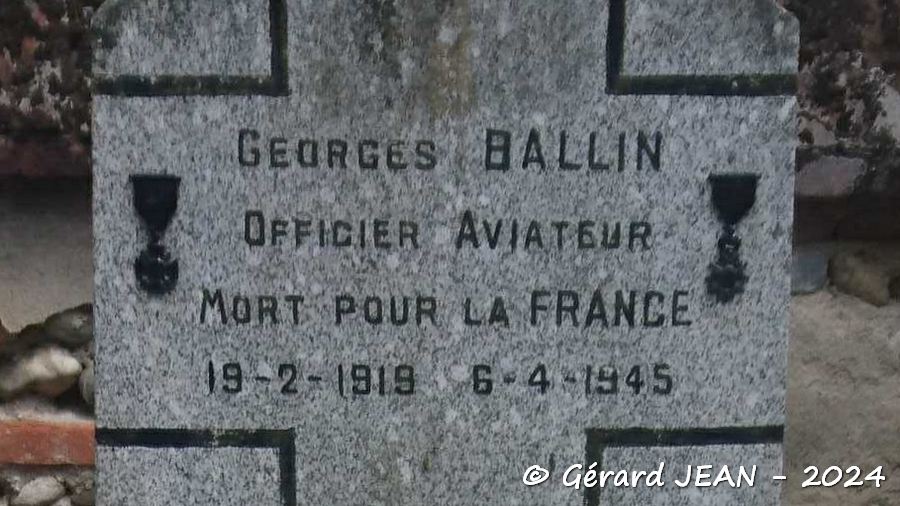 GEORGES BALLIN
OFFICIER AVIATEUR
MORT POUR LA FRANCE
19-2-1919 6-4-1945
© Gérard JEAN - 2024